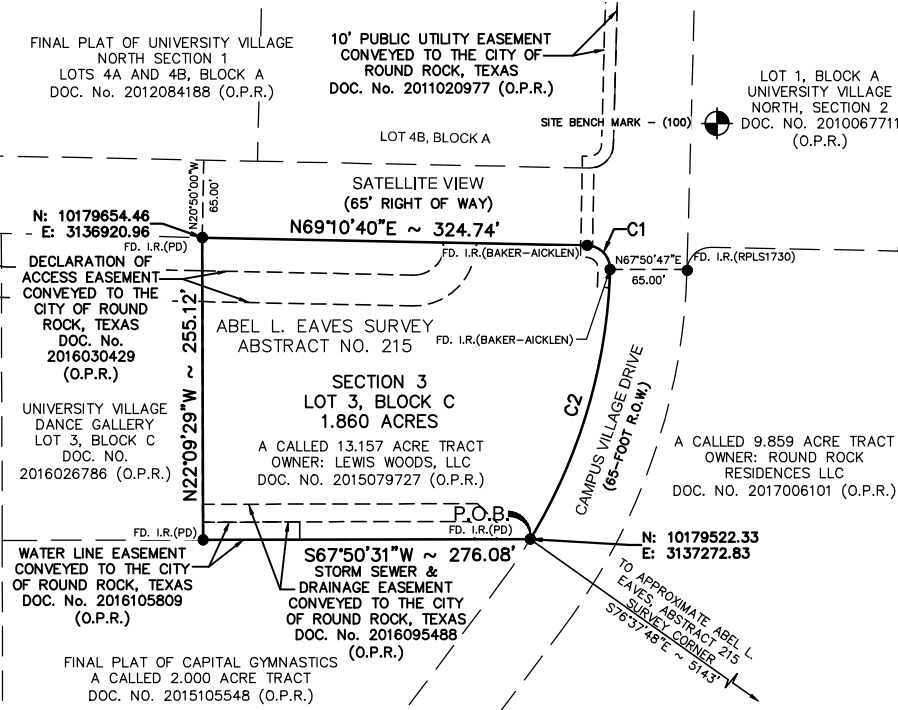 FINAL PLAT OF UNIVERSITY VILLAGE
NORTH SECTION 1
LOTS 4A AND 4B, BLOCK A
DOC. No. 2012084188 (O.P.R.)
10' PUBLIC UTILITY EASEMENT
CONVEYED TO THE CITY OF
ROUND ROCK, TEXAS
DOC. No. 2011020977 (O.P.R.)
LOT 1, BLOCK A
UNIVERSITY VILLAGE
NORTH, SECTION 2
DOC. NO. 2010067711
(O.P.R.)
SITE BENCH MARK - (100)
LOT 4B, BLOCK A
N20°50'00"W
65.00'
SATELLITE VIEW
(65' RIGHT OF WAY)
N69°10'40"E ~ 324.74'
C1
N: 10179654.46
E: 3136920.96
FD. I.R.(PD)
FD. I.R.(BAKER-AICKLEN)
N67°50'47"E
65.00'
FD. I.R.(RPLS1730)
DECLARATION OF
ACCESS EASEMENT
CONVEYED TO THE
CITY OF ROUND
ROCK, TEXAS
DOC. No.
2016030429
(O.P.R.)
N22°09'29"W ~ 255.12'
ABEL L. EAVES SURVEY
ABSTRACT NO. 215
FD. I.R.(BAKER-AICKLEN)
SECTION 3
LOT 3, BLOCK C
1.860 ACRES
A CALLED 13.157 ACRE TRACT
OWNER: LEWIS WOODS, LLC
DOC. NO. 2015079727 (O.P.R.)
C2
CAMPUS VILLAGE DRIVE
(65-FOOT R.O.W.)
UNIVERSITY VILLAGE
DANCE GALLERY
LOT 3, BLOCK C
DOC. NO.
2016026786 (O.P.R.)
A CALLED 9.859 ACRE TRACT
OWNER: ROUND ROCK
RESIDENCES LLC
DOC. NO. 2017006101 (O.P.R.)
P.O.B.
FD. I.R.(PD)
FD. I.R.(PD)
S67°50'31"W ~ 276.08'
N: 10179522.33
E: 3137272.83
WATER LINE EASEMENT
CONVEYED TO THE CITY
OF ROUND ROCK, TEXAS
DOC. No. 2016105809
(O.P.R.)
STORM SEWER &
DRAINAGE EASEMENT
CONVEYED TO THE CITY
OF ROUND ROCK, TEXAS
DOC. No. 2016095488
(O.P.R.)
TO APPROXIMATE ABEL L.
EAVES, ABSTRACT 215
SURVEY CORNER
S76°37'48"E ~ 5143'
FINAL PLAT OF CAPITAL GYMNASTICS
A CALLED 2.000 ACRE TRACT
DOC. NO. 2015105548 (O.P.R.)